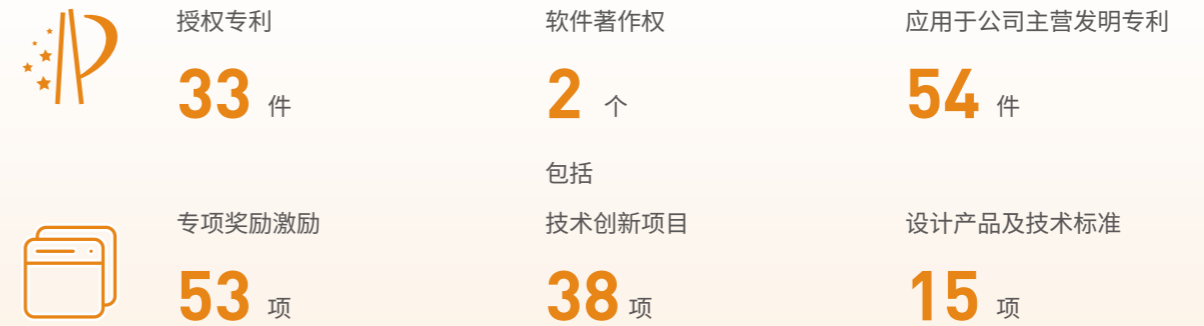 授权专利
软件著作权
应用于公司主营发明专利
33 件
2 个
54 件
包括
专项奖励激励
技术创新项目
设计产品及技术标准
53 项
38 项
15 项